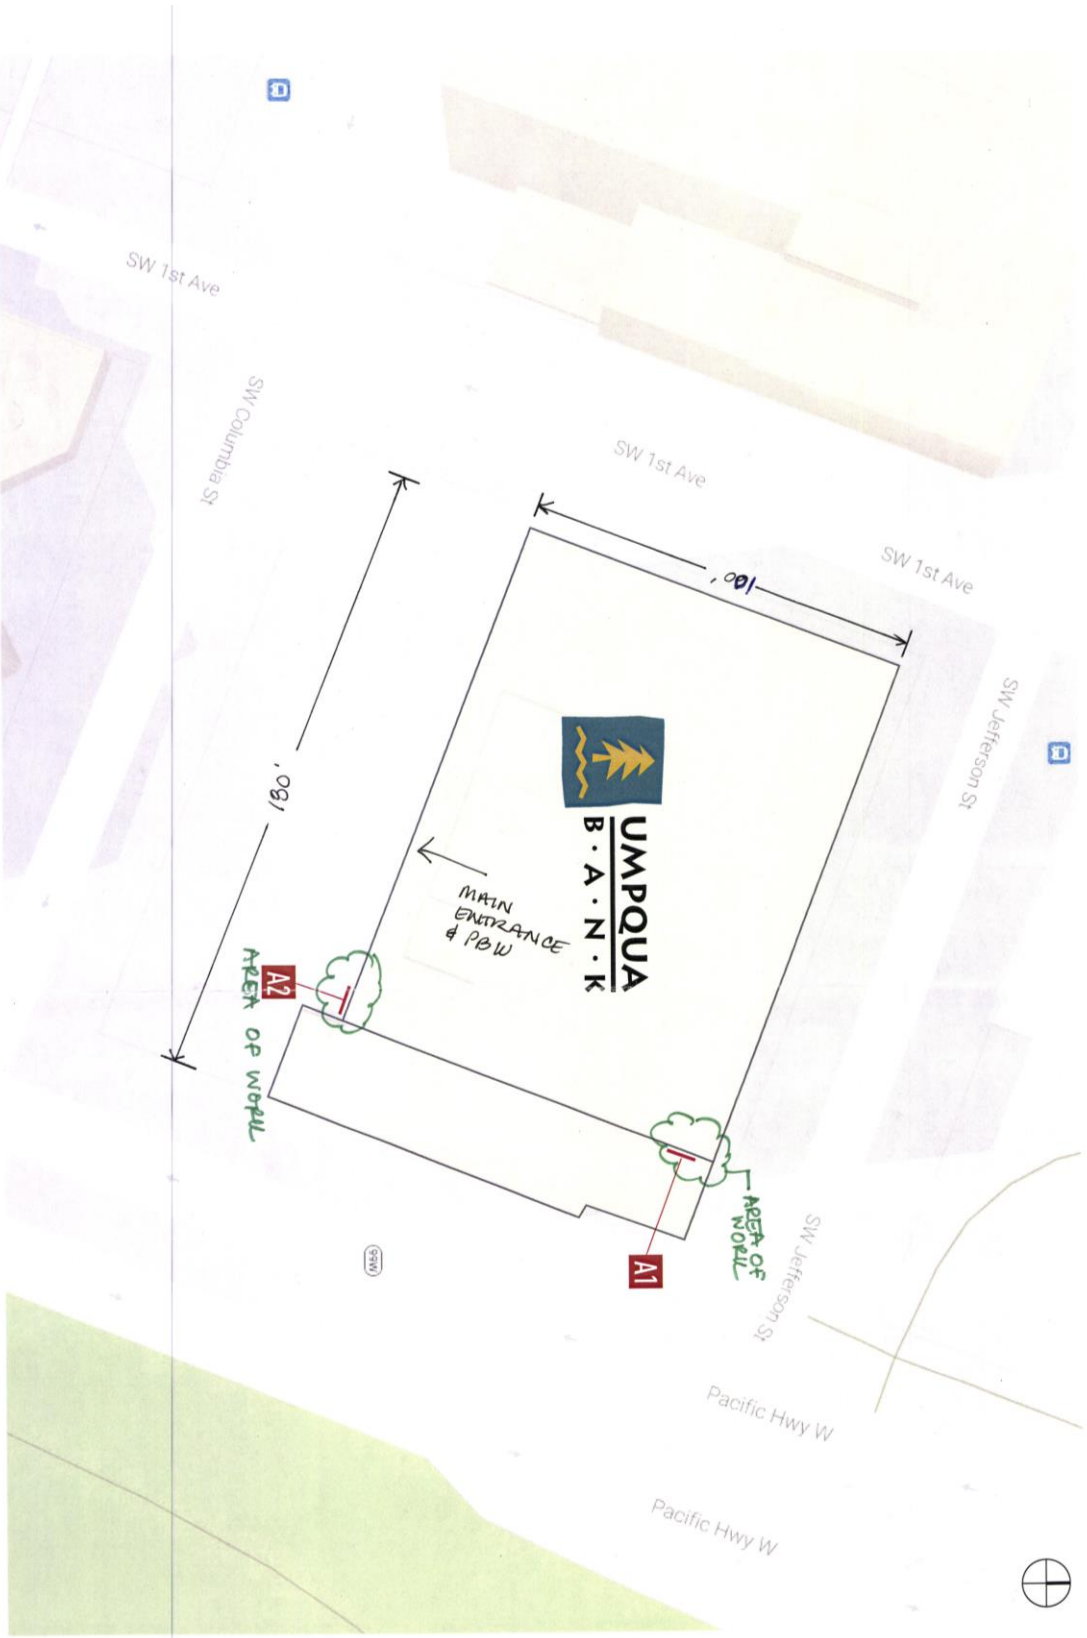 SW 1st Ave
SW Columbia St
SW 1st Ave
SW 1st Ave
100'
SW Jefferson St
180'
UMPQUA
B·A·N·K
MAIN
ENTRANCE
& PBW
A2
AREA OF WORK
A1
AREA OF
WORK
SW Jefferson St
99W
Pacific Hwy W
Pacific Hwy W